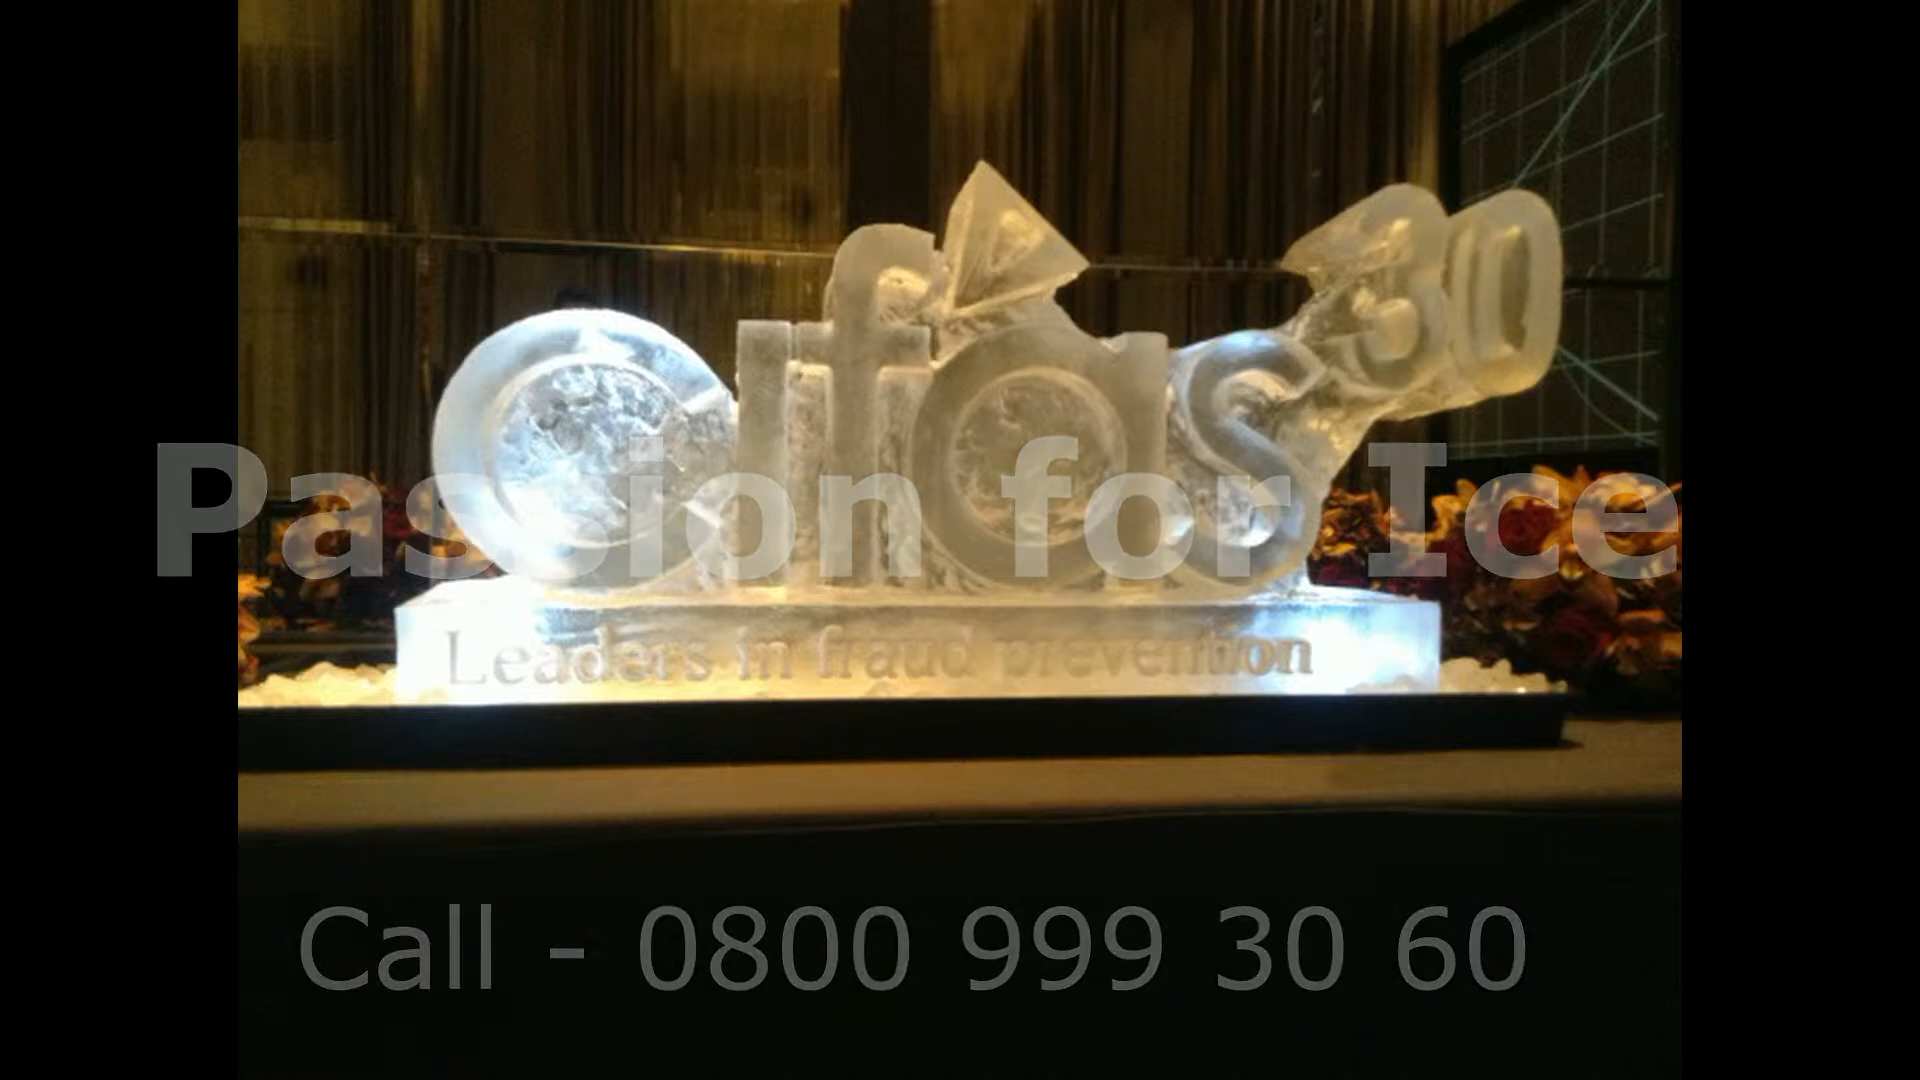 30
cifas
Passion for Ice
Leaders in fraud prevention
Call - 0800 999 30 60